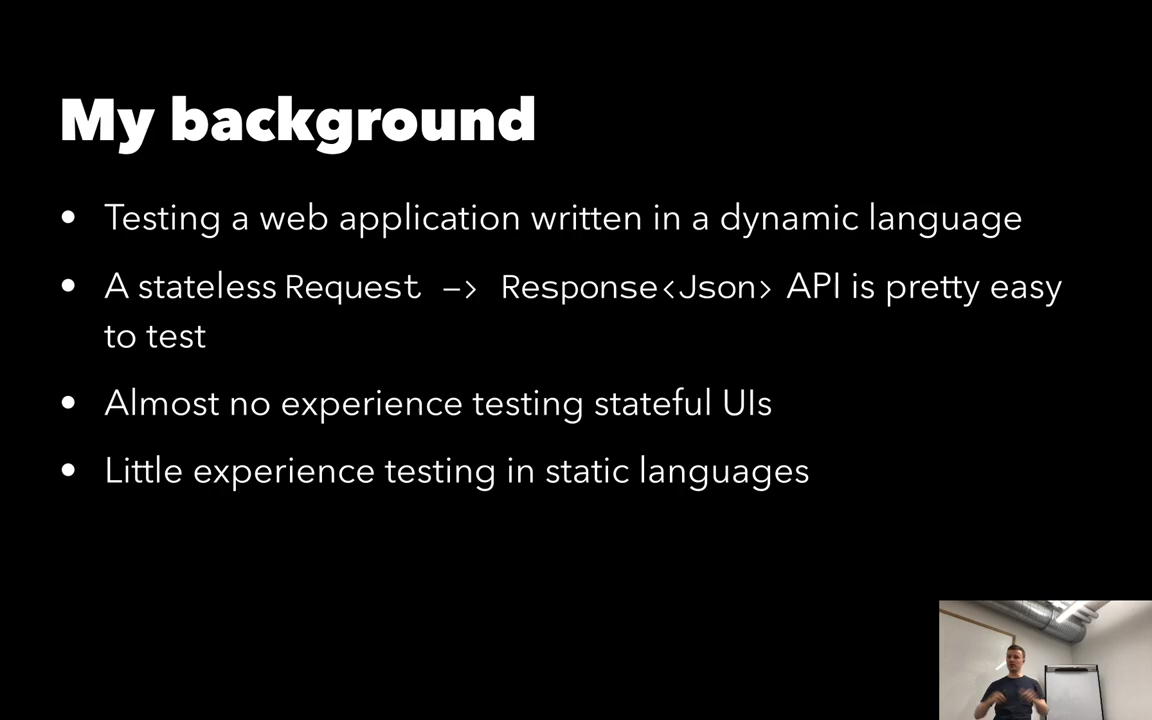 My background
• Testing a web application written in a dynamic language
• A stateless Request -> Response<Json> API is pretty easy
to test
• Almost no experience testing stateful UIs
• Little experience testing in static languages